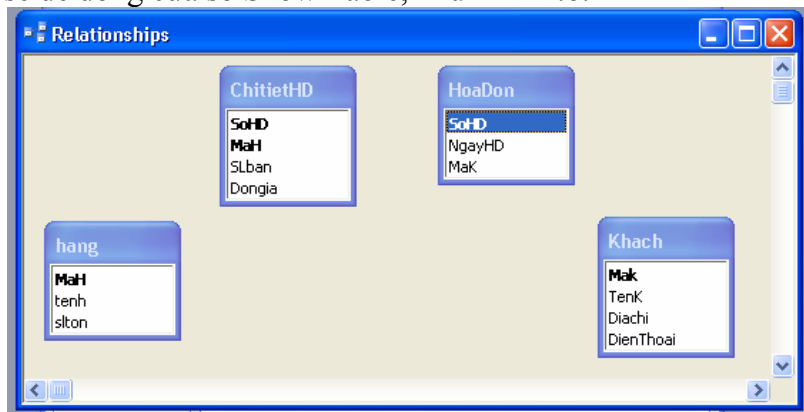 Relationships
ChitietHD
SoHD
MaH
SLban
Dongia
HoaDon
SoHD
NgayHD
MaK
hang
MaH
tenh
slton
Khach
Mak
TenK
Diachi
DienThoai